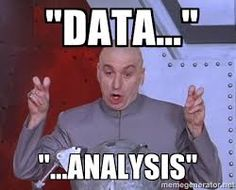 "DATA..."
"...ANALYSIS"
memegenerator.net